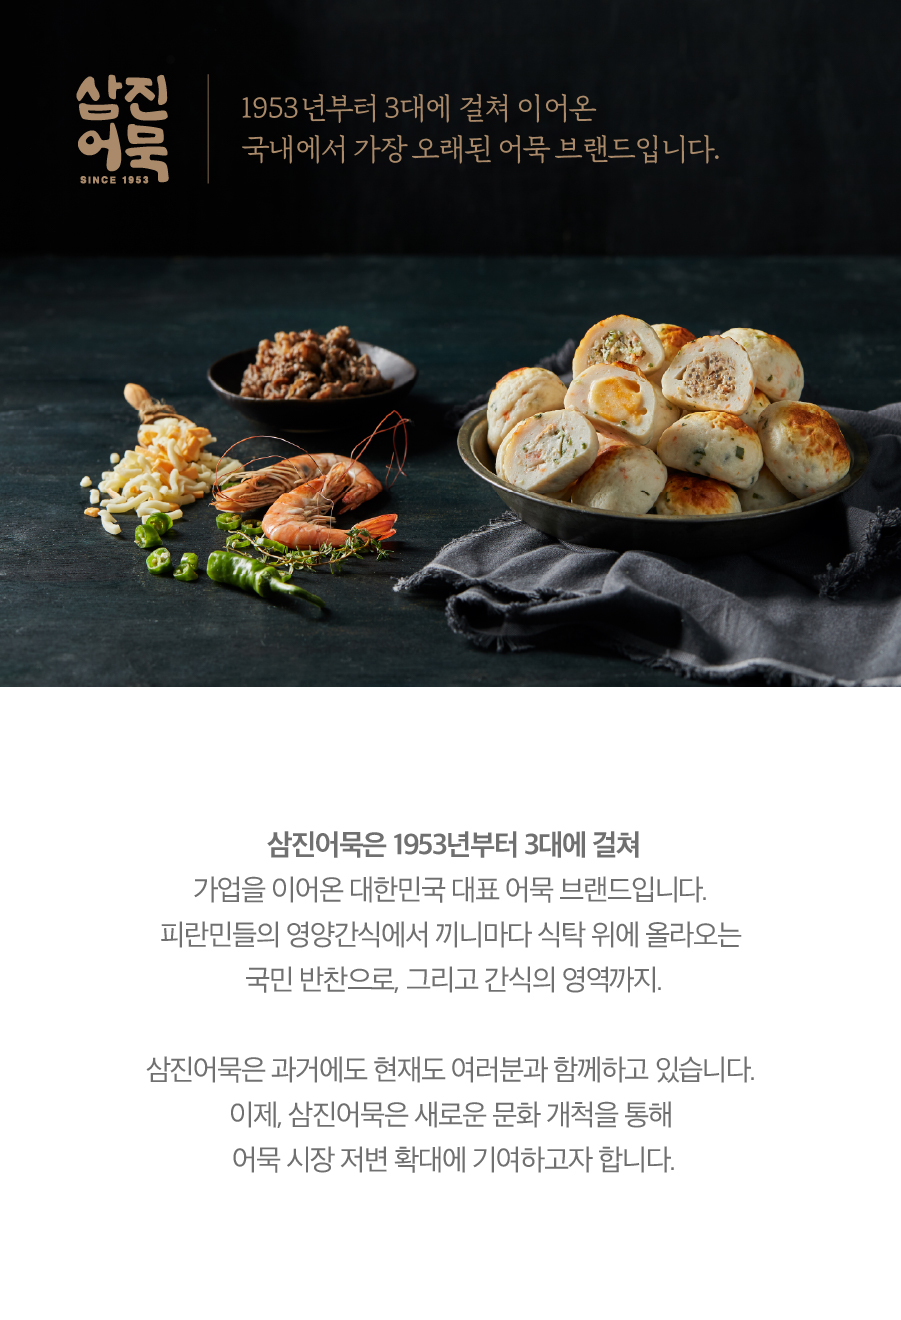 삼진
어묵
SINCE 1953
1953년부터 3대에 걸쳐 이어온
국내에서 가장 오래된 어묵 브랜드입니다.
삼진어묵은 1953년부터 3대에 걸쳐
가업을 이어온 대한민국 대표 어묵 브랜드입니다.
피란민들의 영양간식에서 끼니마다 식탁 위에 올라오는
국민 반찬으로, 그리고 간식의 영역까지.
삼진어묵은 과거에도 현재도 여러분과 함께하고 있습니다.
이제, 삼진어묵은 새로운 문화 개척을 통해
어묵 시장 저변 확대에 기여하고자 합니다.